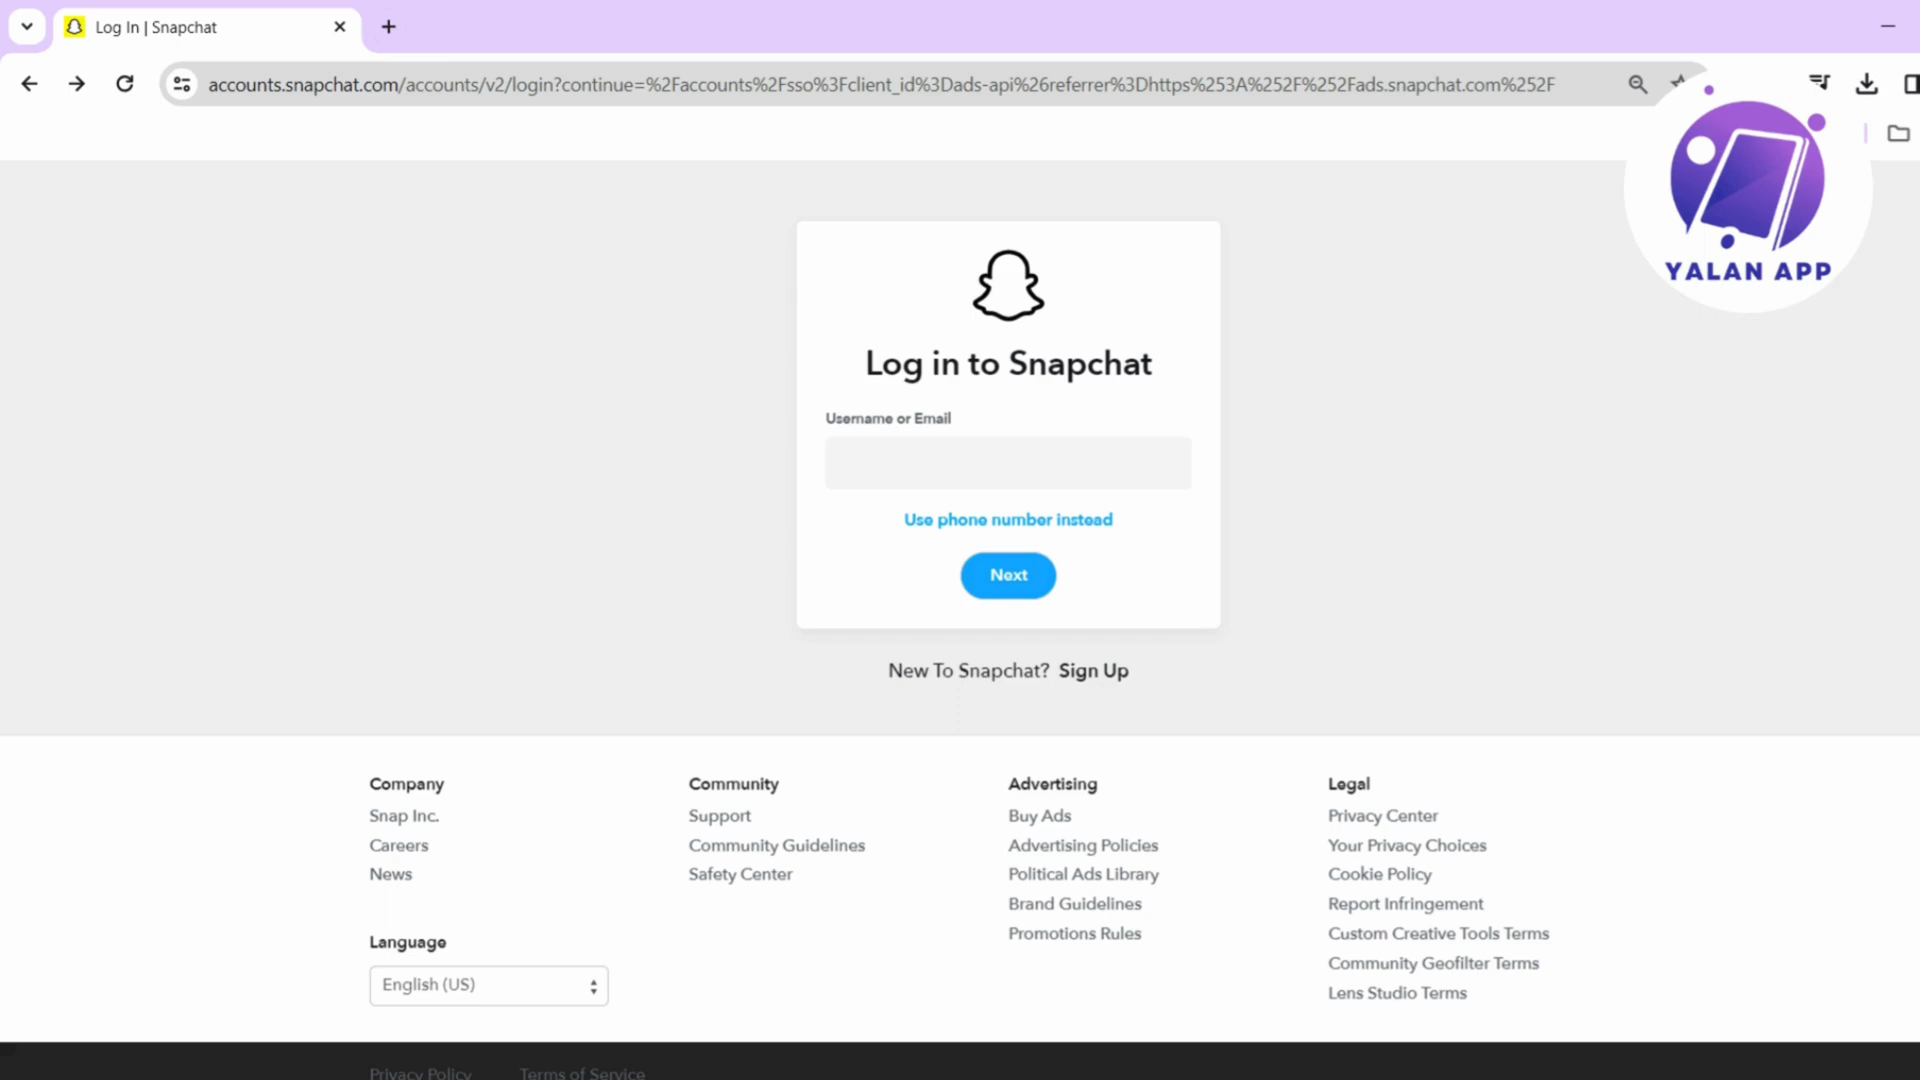 Log In | Snapchat
accounts.snapchat.com/accounts/v2/login?continue=%2Faccounts%2Fsso%3Fclient_id%3Dads-api%26referrer%3Dhttps%253A%252F%252Fads.snapchat.com%252F
YALAN APP
Log in to Snapchat
Username or Email
Use phone number instead
Next
New To Snapchat? Sign Up
Company
Snap Inc.
Careers
News
Community
Support
Community Guidelines
Safety Center
Advertising
Buy Ads
Advertising Policies
Political Ads Library
Brand Guidelines
Promotions Rules
Legal
Privacy Center
Your Privacy Choices
Cookie Policy
Report Infringement
Custom Creative Tools Terms
Community Geofilter Terms
Lens Studio Terms
Language
English (US)
Privacy Policy
Terms of Service